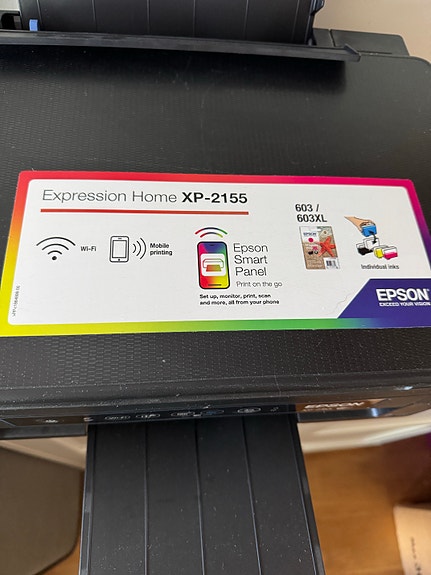 Expression Home XP-2155
603 /
603XL
Wi-Fi
Mobile
printing
Epson
Smart
Panel
Print on the go
Set up, monitor, print, scan
and more, all from your phone
Individual inks
EPSON
EXCEED YOUR VISION
EPSON